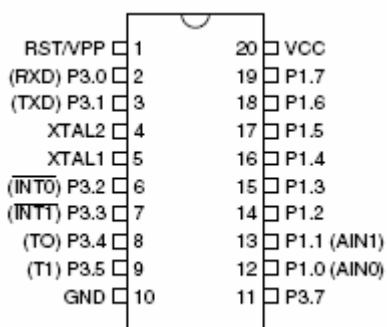 RST/VPP 1 20 VCC
(RXD) P3.0 2 19 P1.7
(TXD) P3.1 3 18 P1.6
XTAL2 4 17 P1.5
XTAL1 5 16 P1.4
(INT0) P3.2 6 15 P1.3
(INT1) P3.3 7 14 P1.2
(TO) P3.4 8 13 P1.1 (AIN1)
(T1) P3.5 9 12 P1.0 (AIN0)
GND 10 11 P3.7